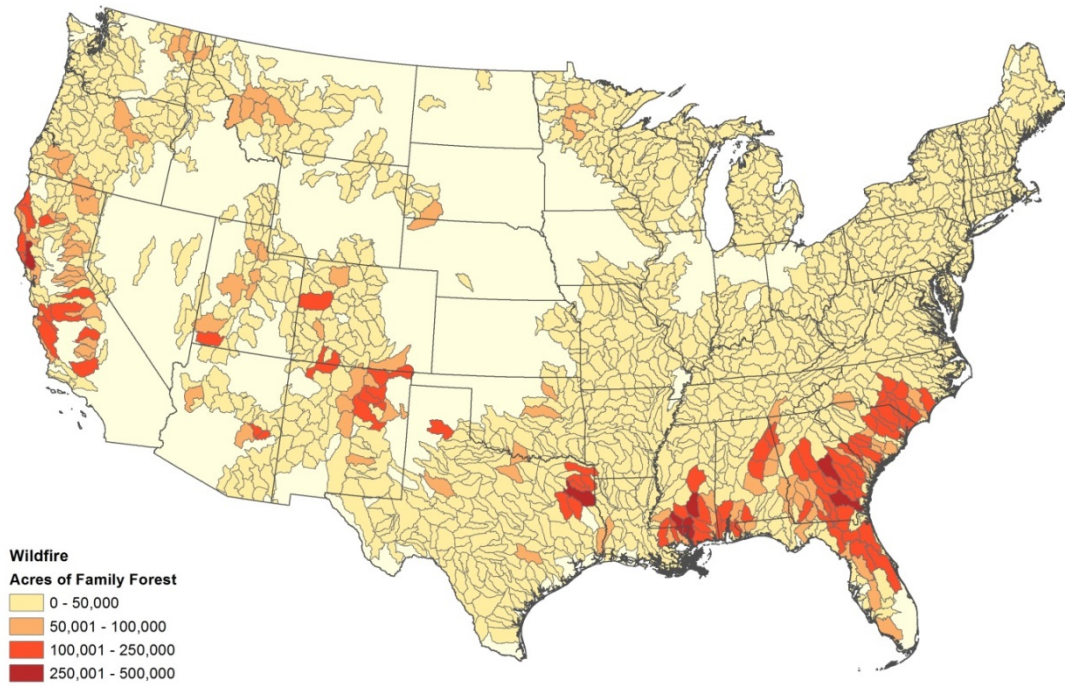 Wildfire
Acres of Family Forest
0 - 50,000
50,001 - 100,000
100,001 - 250,000
250,001 - 500,000